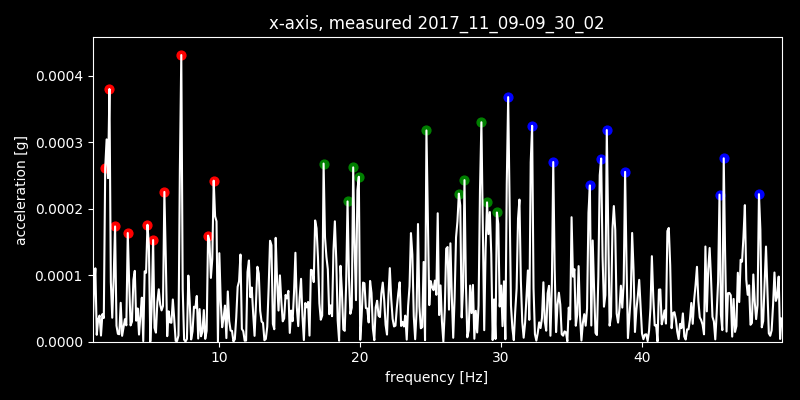 x-axis, measured 2017_11_09-09_30_02
acceleration [g]
0.0004
0.0003
0.0002
0.0001
0.0000
10 20 30 40
frequency [Hz]